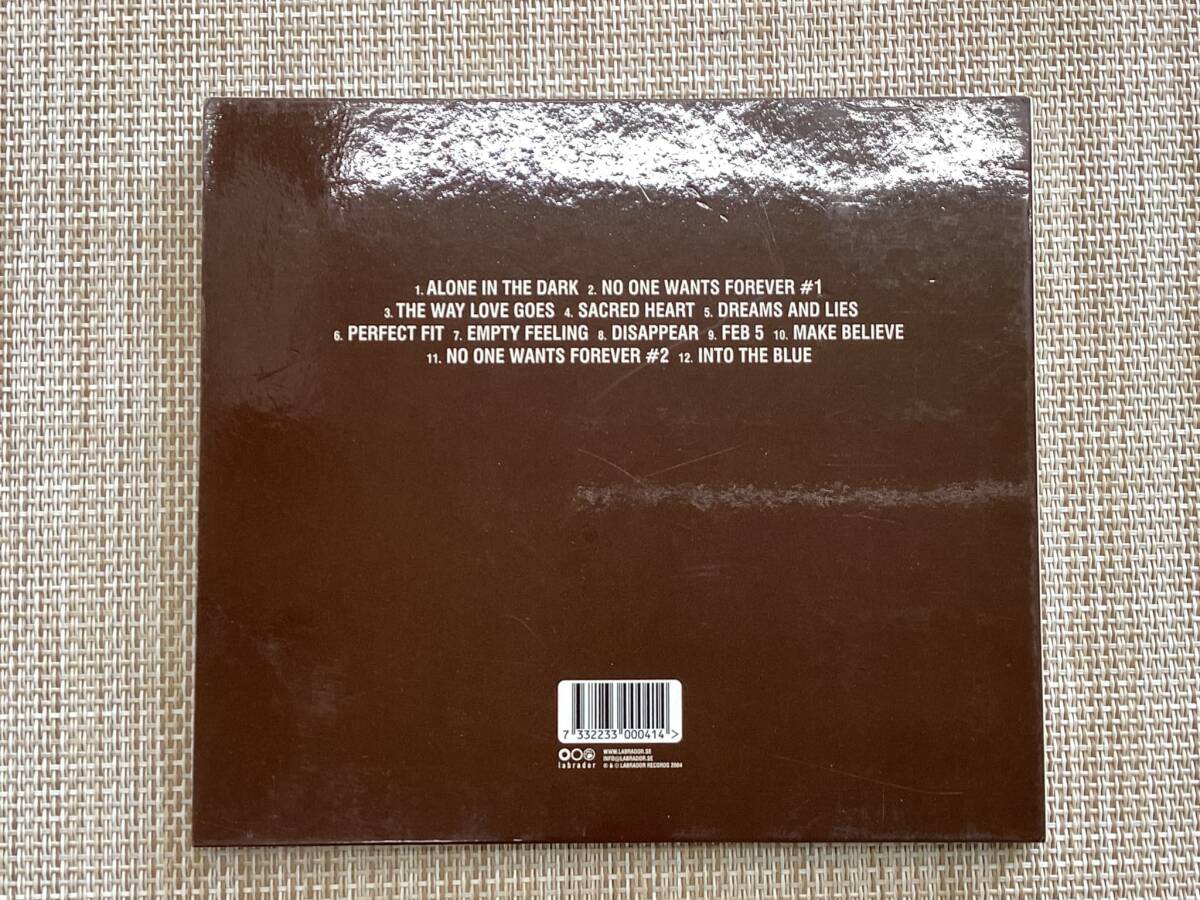 1. ALONE IN THE DARK 2. NO ONE WANTS FOREVER #1
3. THE WAY LOVE GOES 4. SACRED HEART 5. DREAMS AND LIES
6. PERFECT FIT 7. EMPTY FEELING 8. DISAPPEAR 9. FEB 5 10. MAKE BELIEVE
11. NO ONE WANTS FOREVER #2 12. INTO THE BLUE
7 332233 000414 >
labrador
WWW.LABRADOR.SE
INFO@LABRADOR.SE
℗ & © LABRADOR RECORDS 2004